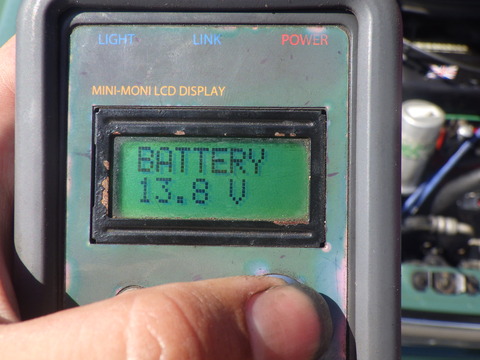 LIGHT LINK POWER
MINI-MONI LCD DISPLAY
BATTERY
13.8 V